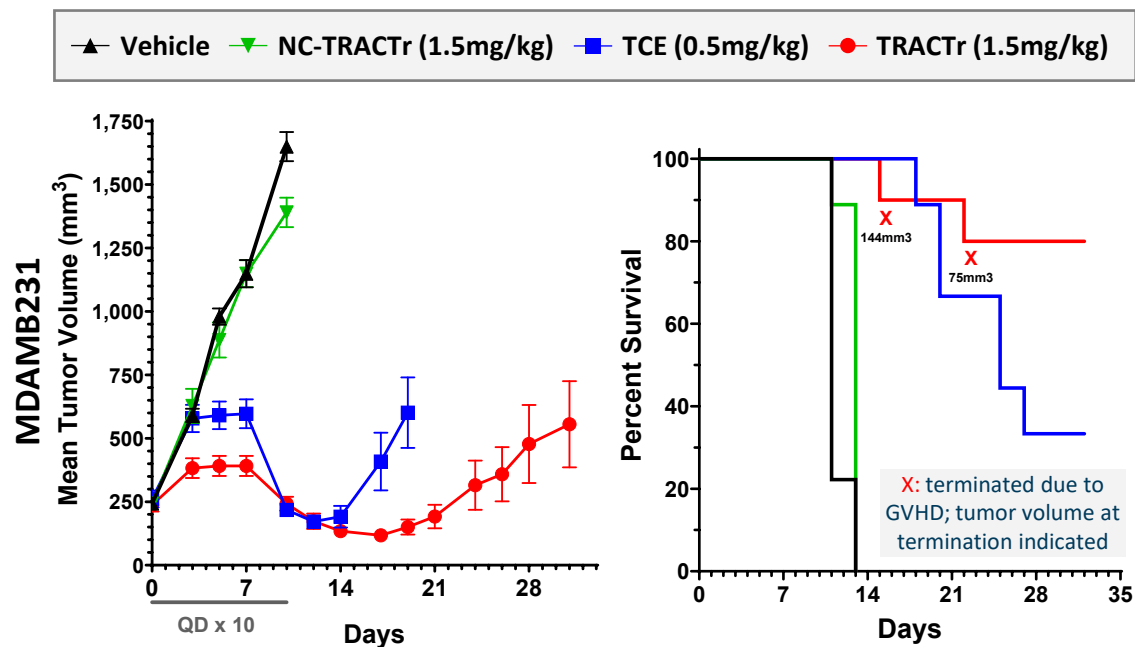 Vehicle NC-TRACTr (1.5mg/kg) TCE (0.5mg/kg) TRACTr (1.5mg/kg)
MDAMB231
Mean Tumor Volume (mm³)
1,750
1,500
1,250
1,000
750
500
250
0
0 7 14 21 28
QD x 10
Days
Percent Survival
100
80
60
40
20
0
X
144mm3
X
75mm3
X: terminated due to
GVHD; tumor volume at
termination indicated
0 7 14 21 28 35
Days